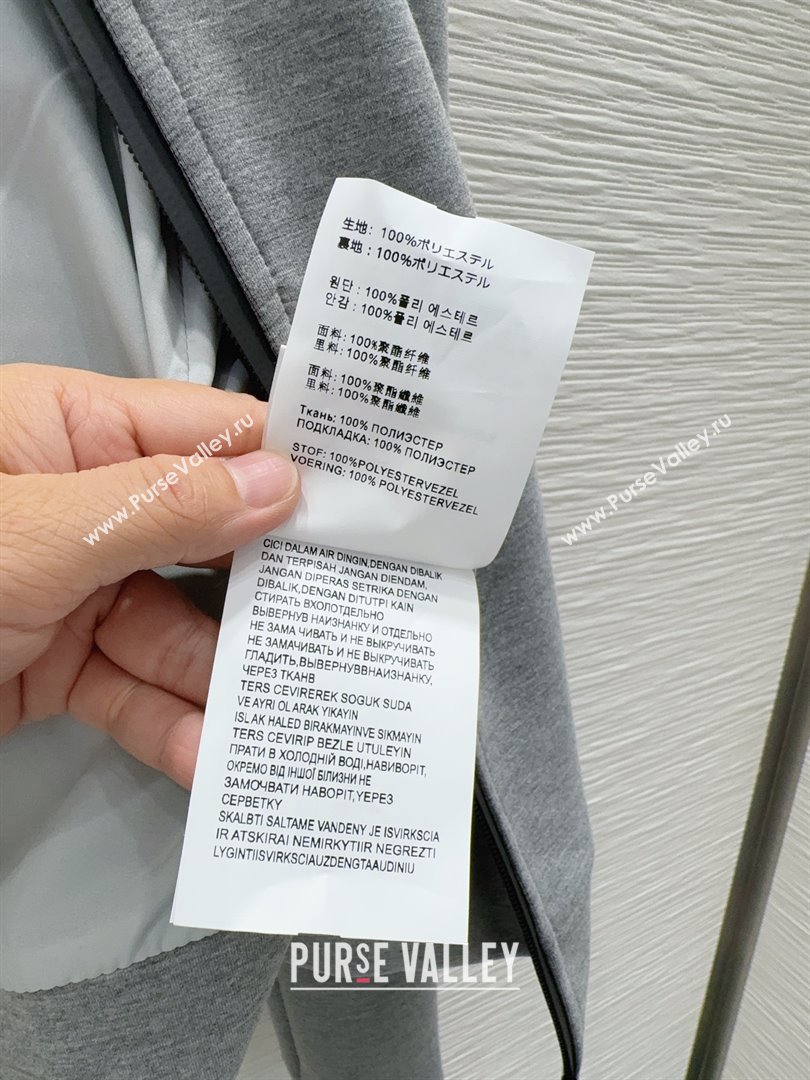 生地: 100%ポリエステル
裏地: 100%ポリエステル
원단: 100%폴리 에스테르
안감: 100%폴리 에스테르
面料: 100%聚酯纤维
里料: 100%聚酯纤维
面料: 100%聚酯纖維
里料: 100%聚酯纖維
Ткань: 100% ПОЛИЭСТЕР
ПОДКЛАДКА: 100% ПОЛИЭСТЕР
STOF: 100%POLYESTERVEZEL
VOERING: 100% POLYESTERVEZEL
www.PurseValley.ru
www.PurseValley.ru
CICI DALAM AIR DINGIN,DENGAN DIBALIK
DAN TERPISAH JANGAN DIENDAM,
JANGAN DIPERAS SETRIKA DENGAN
DIBALIK,DENGAN DITUTPI KAIN
СТИРАТЬ ВХОЛОТДЕЛЬНО
ВЫВЕРНУВ НАИЗНАНКУ И ОТДЕЛЬНО
НЕ ЗАМА ЧИВАТЬ И НЕ ВЫКРУЧИВАТЬ
НЕ ЗАМАЧИВАТЬ И НЕ ВЫКРУЧИВАТЬ
ГЛАДИТЬ,ВЫВЕРНУВВНАИЗНАНКУ,
ЧЕРЕЗ ТКАНВ
TERS CEVIREREK SOGUK SUDA
VE AYRI OLARAK YIKAYIN
ISLAK HALED BIRAKMAYINVE SIKMAYIN
TERS CEVIRIP BEZLE UTULEYIN
ПРАТИ В ХОЛОДНІЙ ВОДІ,НАВИВОРІТ,
ОКРЕМО ВІД ІНШОЇ БІЛИЗНИ НЕ
ЗАМОЧВАТИ НАВОРІТ,YЕРЕЗ
СЕРВЕТКУ
SKALBTI SALTAME VANDENY JE ISVIRKSCIA
IR ATSKIRAI NEMIRKYTIIR NEGREZTI
LYGINTIISVIRKSCIAUZDENGTAAUDINIU
PURSE VALLEY